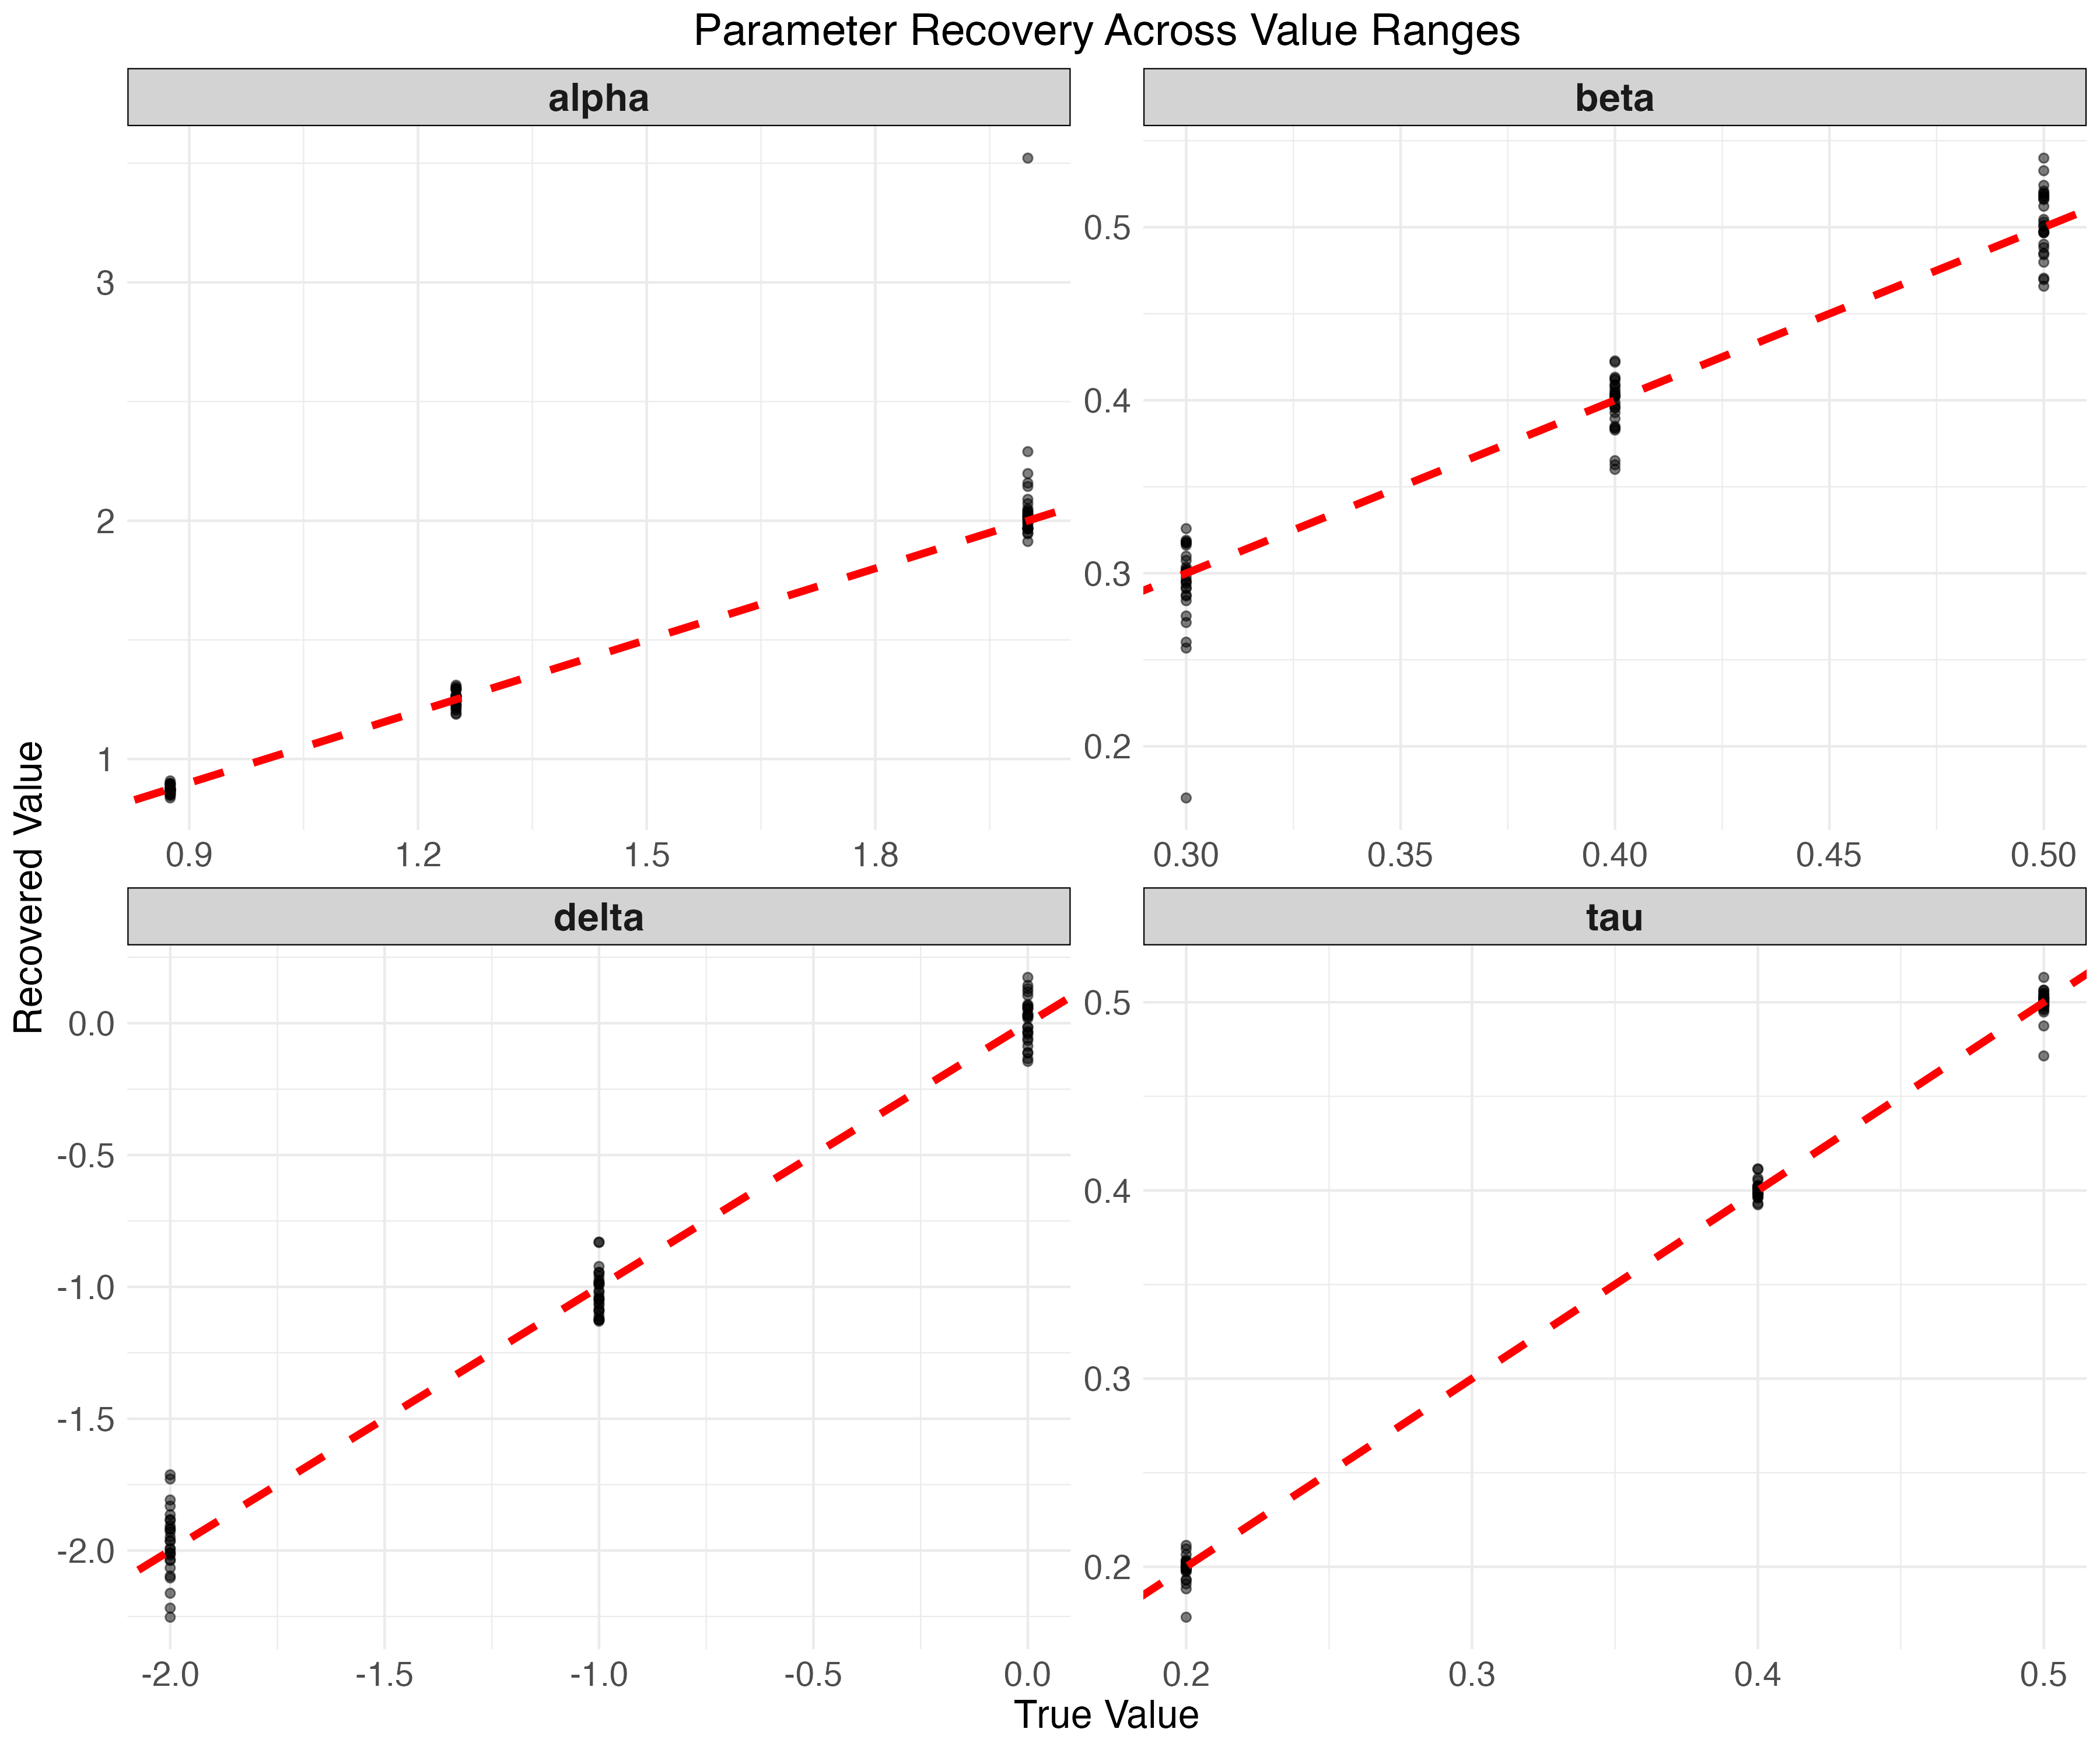 Parameter Recovery Across Value Ranges
alpha
beta
3
2
1
0.9 1.2 1.5 1.8
0.5
0.4
0.3
0.2
0.30 0.35 0.40 0.45 0.50
Recovered Value
delta
tau
0.0
-0.5
-1.0
-1.5
-2.0
-2.0 -1.5 -1.0 -0.5 0.0
0.5
0.4
0.3
0.2
0.2 0.3 0.4 0.5
True Value